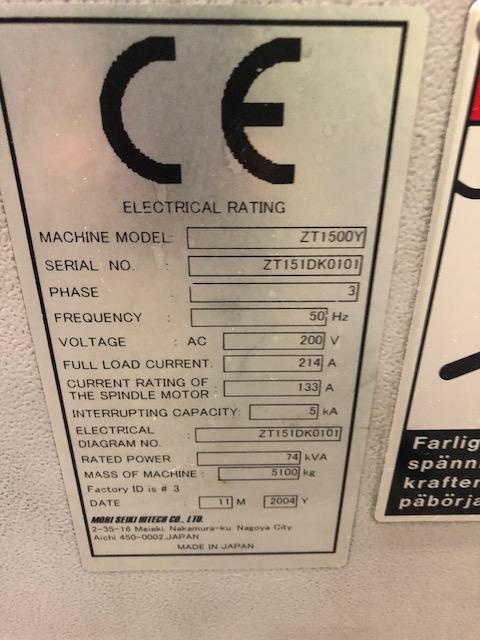 CE
ELECTRICAL RATING
MACHINE MODEL: ZT1500Y
SERIAL NO. : ZT151DK0101
PHASE : 3
FREQUENCY : 50 Hz
VOLTAGE : AC 200 V
FULL LOAD CURRENT: 214 A
CURRENT RATING OF
THE SPINDLE MOTOR : 133 A
INTERRUPTING CAPACITY: 5 kA
ELECTRICAL
DIAGRAM NO. : ZT151DK0101
RATED POWER : 74 kVA
MASS OF MACHINE : 5100 kg
Factory ID is # 3
DATE 11 M 2004 Y
MORI SEIKI HITECH CO., LTD.
2-35-16 Meieki, Nakamura-ku, Nagoya City
Aichi 450-0002, JAPAN
MADE IN JAPAN
Farlig
spänn
krafter
påbörja